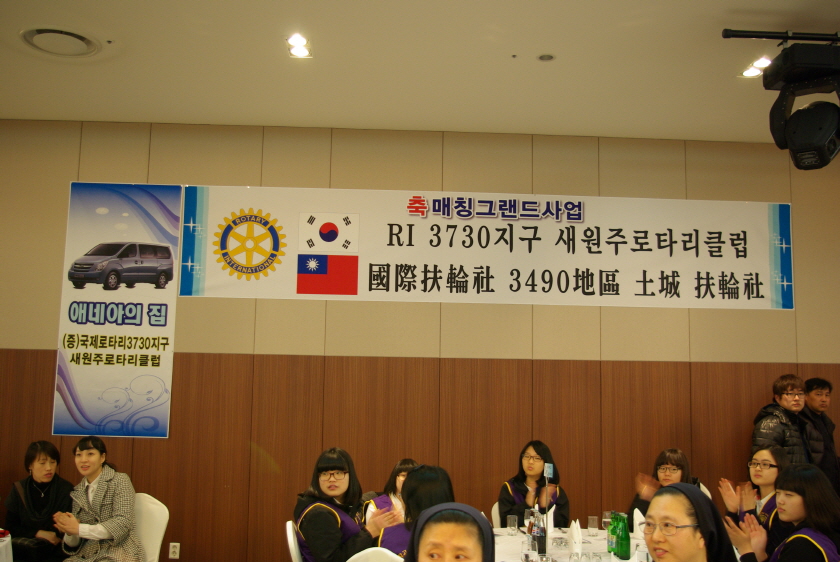 축 매칭그랜드사업
RI 3730지구 새원주로타리클럽
國際扶輪社 3490地區 土城 扶輪社
ROTARY
INTERNATIONAL
애네아의 집
(증)국제로타리3730지구
새원주로타리클럽